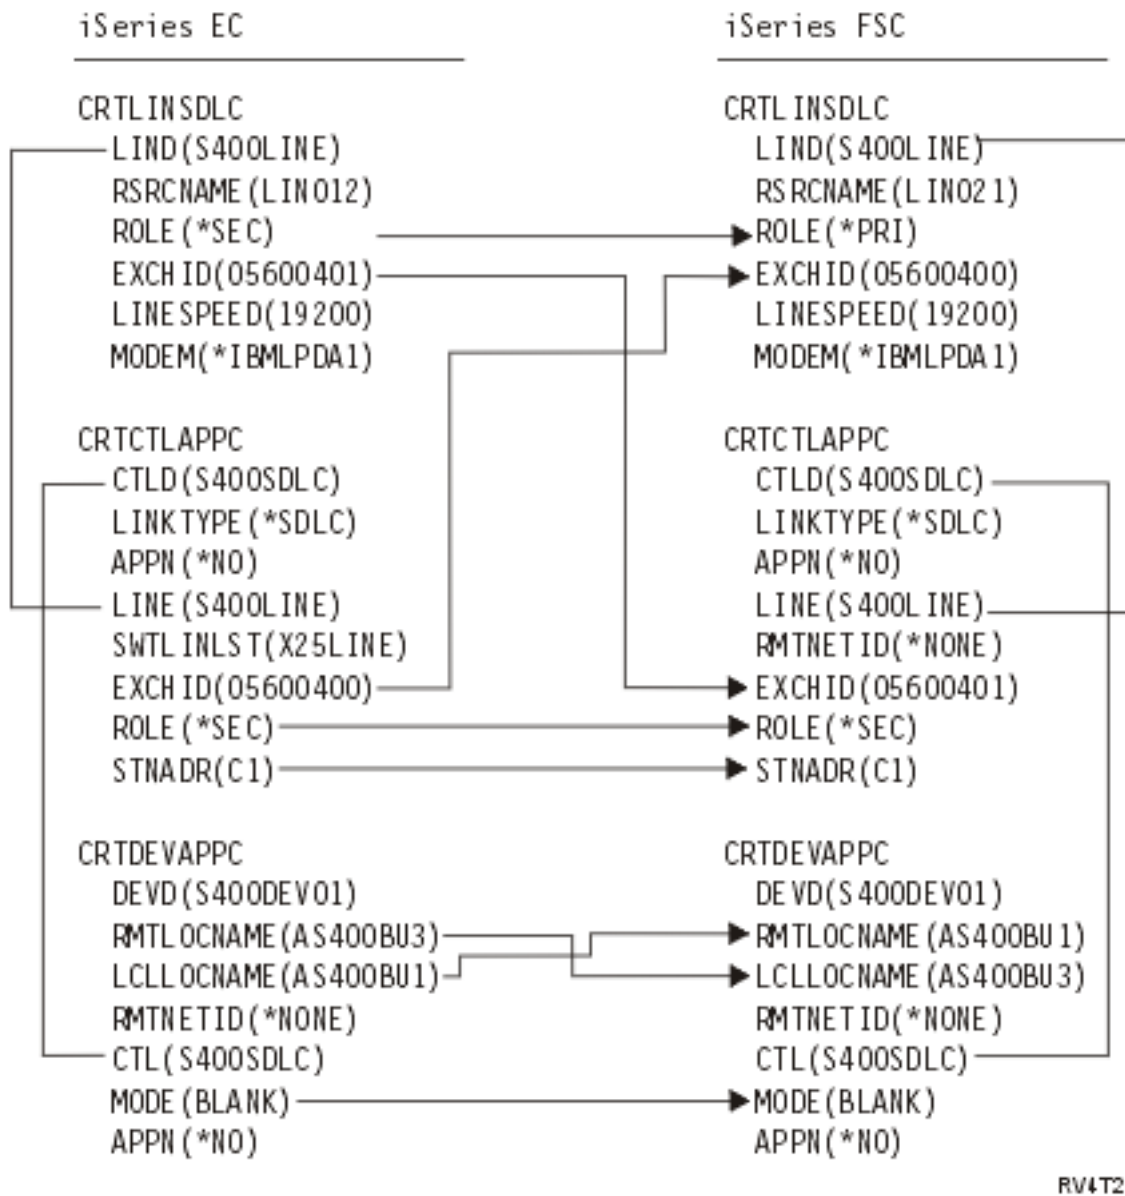 iSeries EC
CRTLINSDLC
LIND(S400LINE)
RSRCNAME(LIN012)
ROLE(*SEC)
EXCHID(05600401)
LINESPEED(19200)
MODEM(*IBMLPDA1)
CRTCTLAPPC
CTLD(S400SDLC)
LINKTYPE(*SDLC)
APPN(*NO)
LINE(S400LINE)
SWTLINLST(X25LINE)
EXCHID(05600400)
ROLE(*SEC)
STNADR(C1)
CRTDEVAPPC
DEVD(S400DEV01)
RMTLOCNAME(AS400BU3)
LCLLOCNAME(AS400BU1)
RMTNETID(*NONE)
CTL(S400SDLC)
MODE(BLANK)
APPN(*NO)
iSeries FSC
CRTLINSDLC
LIND(S400LINE)
RSRCNAME(LIN021)
ROLE(*PRI)
EXCHID(05600400)
LINESPEED(19200)
MODEM(*IBMLPDA1)
CRTCTLAPPC
CTLD(S400SDLC)
LINKTYPE(*SDLC)
APPN(*NO)
LINE(S400LINE)
RMTNETID(*NONE)
EXCHID(05600401)
ROLE(*SEC)
STNADR(C1)
CRTDEVAPPC
DEVD(S400DEV01)
RMTLOCNAME(AS400BU1)
LCLLOCNAME(AS400BU3)
RMTNETID(*NONE)
CTL(S400SDLC)
MODE(BLANK)
APPN(*NO)
RV4T2